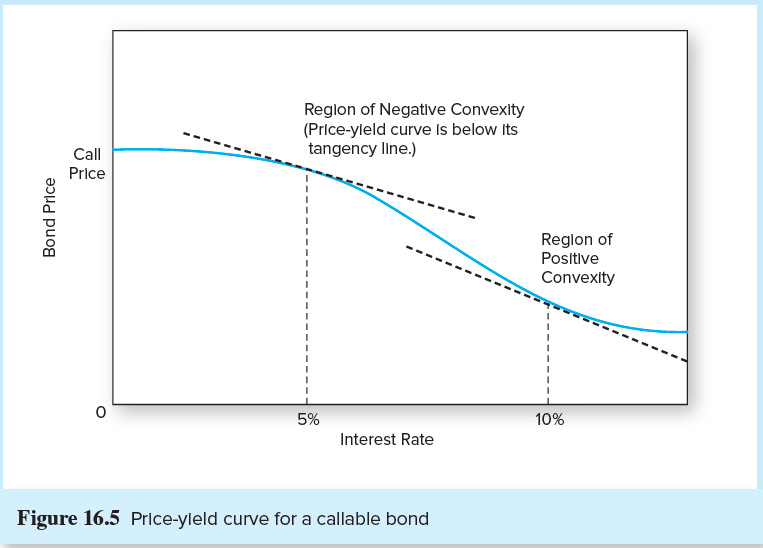 Region of Negative Convexity
(Price-yield curve is below its
tangency line.)
Call
Price
Bond Price
Region of
Positive
Convexity
0
5%
10%
Interest Rate
Figure 16.5 Price-yield curve for a callable bond